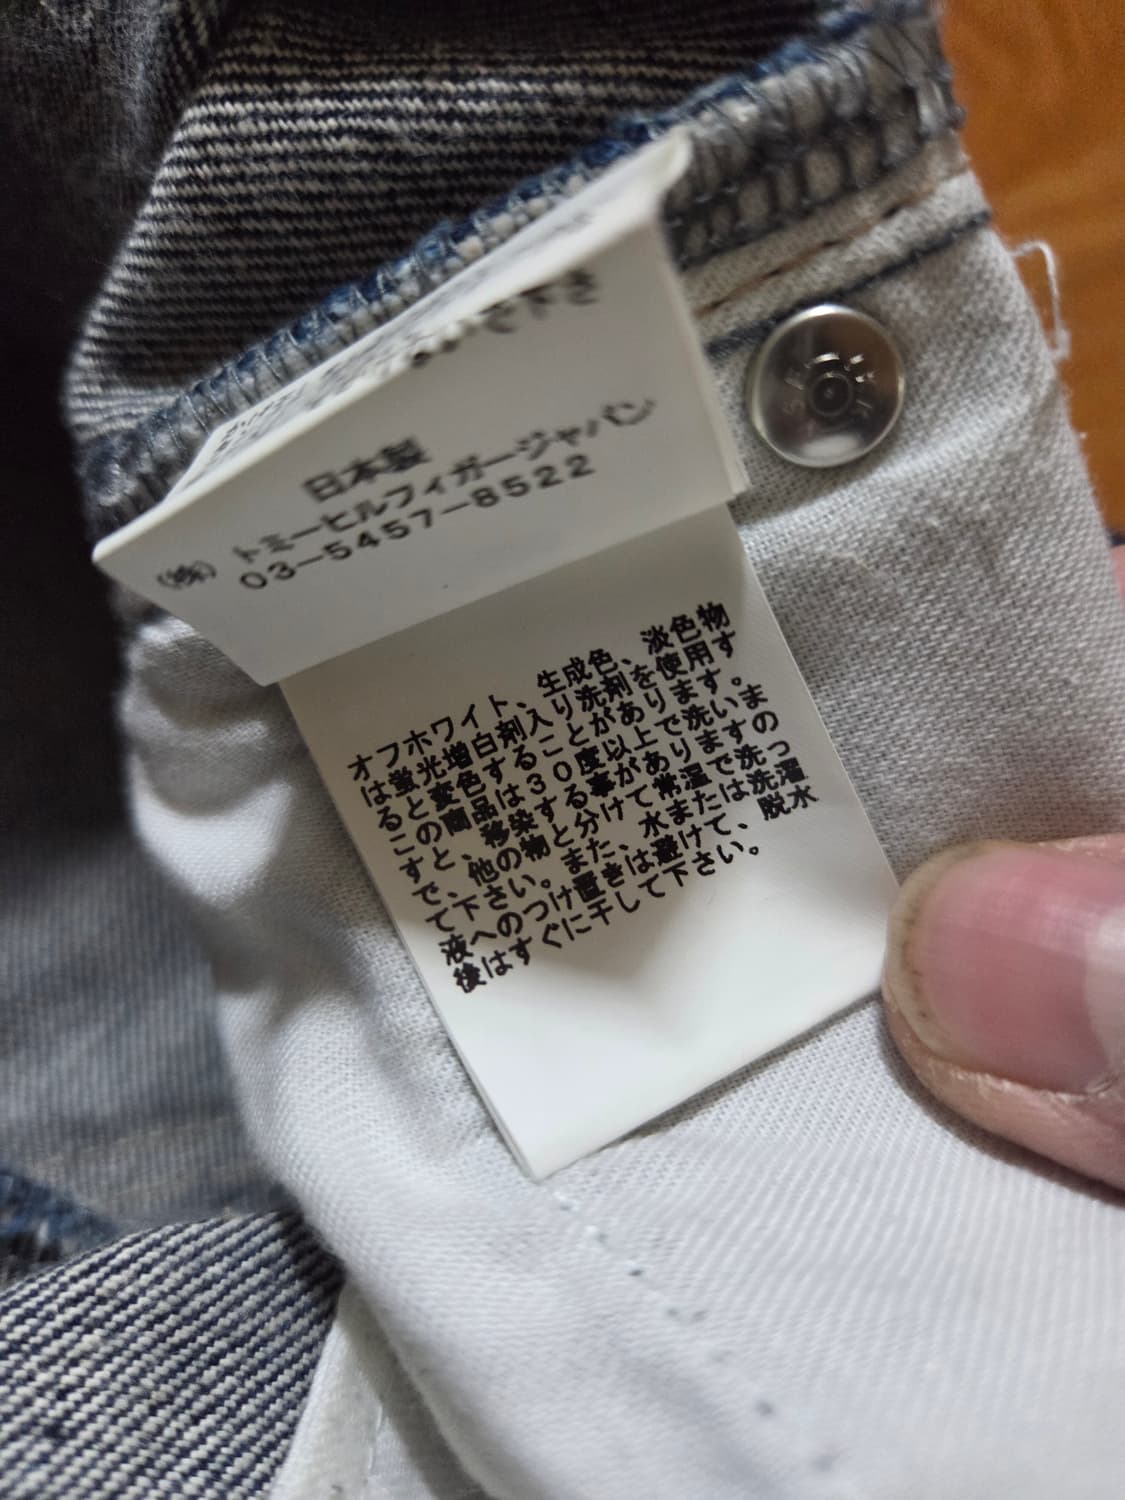 で下さ
日本製
(株) トミーヒルフィガージャパン
03-5457-8522
オフホワイト、生成色、淡色物
は蛍光増白剤入り洗剤を使用す
ると変色することがあります。
この商品は30度以上で洗いま
すと、移染する事がありますの
で、他の物と分けて常温で洗っ
て下さい。また、水または洗濯
液へのつけ置きは避けて、脱水
後はすぐに干して下さい。